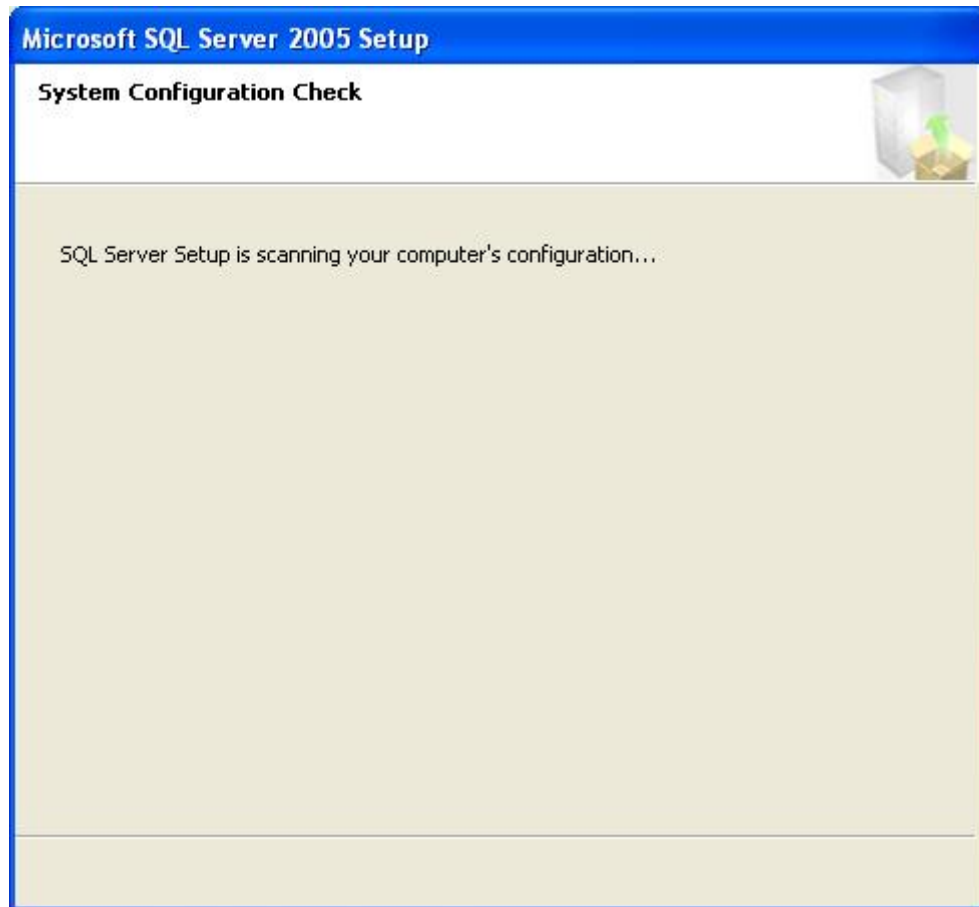 Microsoft SQL Server 2005 Setup
System Configuration Check
SQL Server Setup is scanning your computer's configuration...